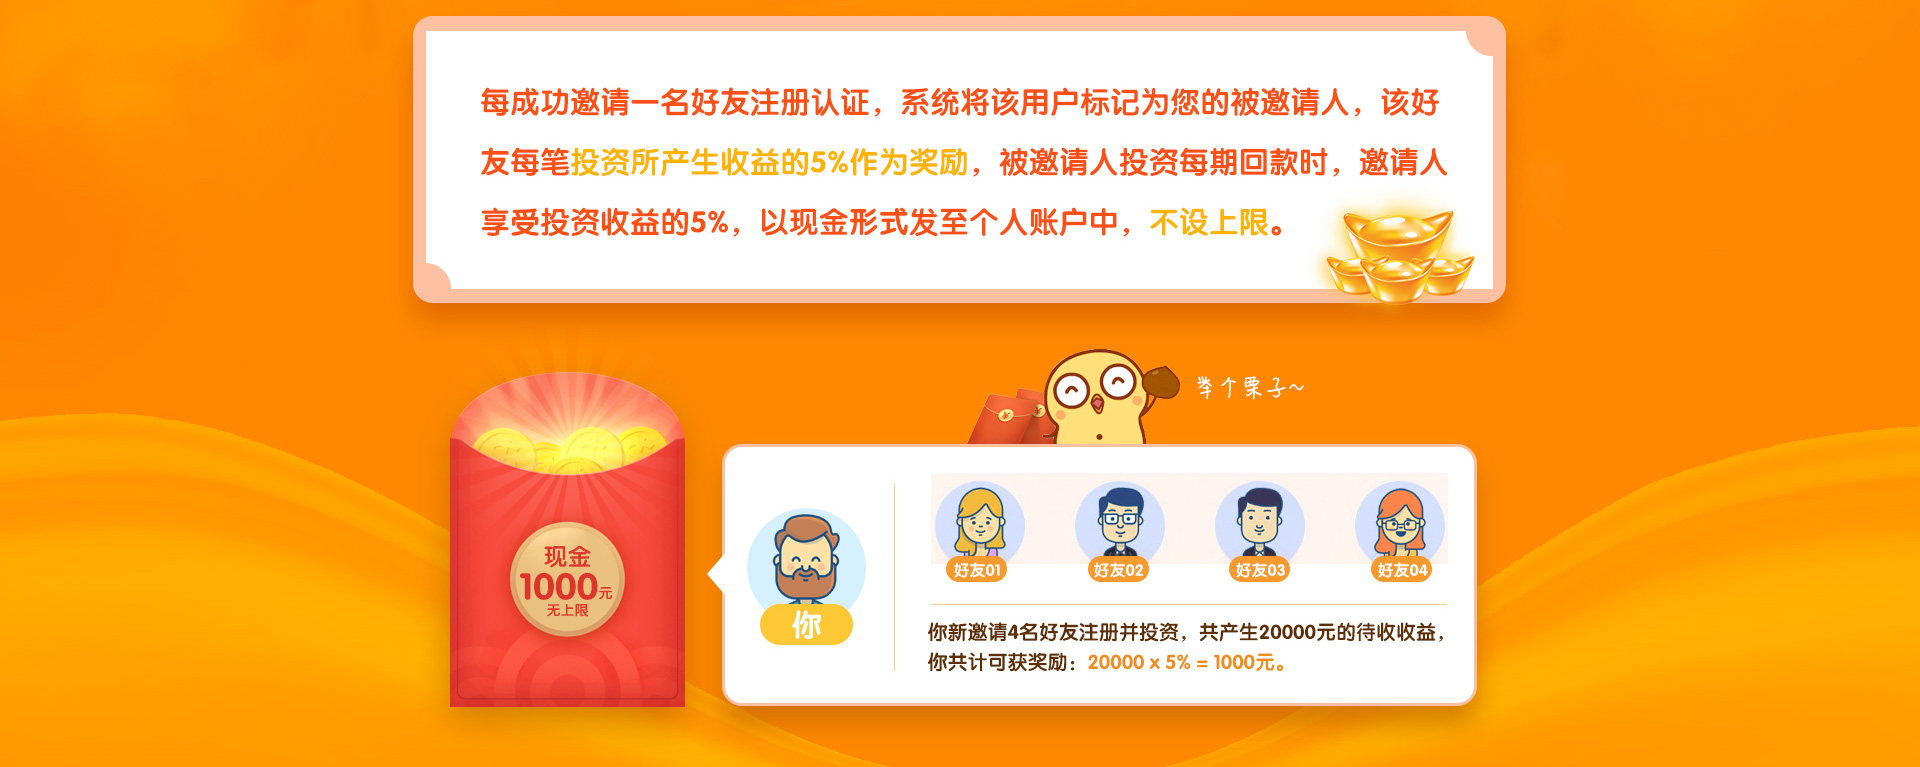 每成功邀请一名好友注册认证，系统将该用户标记为您的被邀请人，该好
友每笔投资所产生收益的5%作为奖励，被邀请人投资每期回款时，邀请人
享受投资收益的5%，以现金形式发至个人账户中，不设上限。
举个栗子~
现金
1000元
无上限
你
好友01
好友02
好友03
好友04
你新邀请4名好友注册并投资，共产生20000元的待收收益，
你共计可获奖励：20000 x 5% = 1000元。